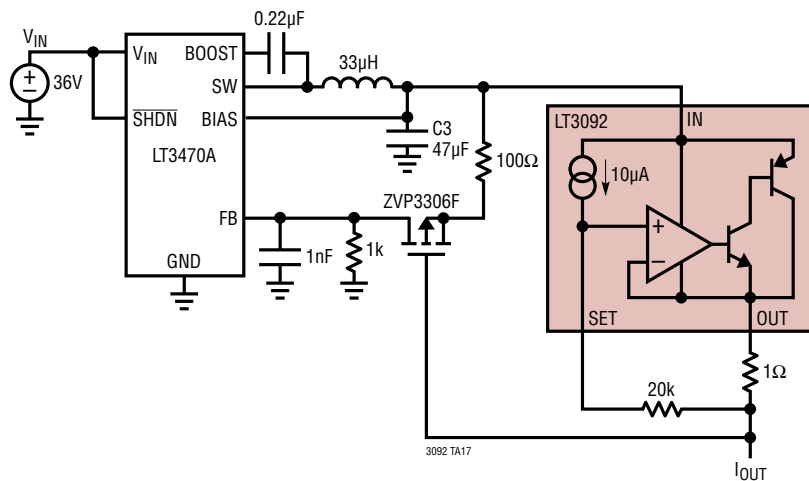 0.22µF
VIN
VIN
BOOST
33µH
36V
SW
IN
SHDN
BIAS
C3
47µF
LT3092
LT3470A
100Ω
10µA
ZVP3306F
FB
1nF
1k
GND
SET
OUT
1Ω
20k
3092 TA17
IOUT